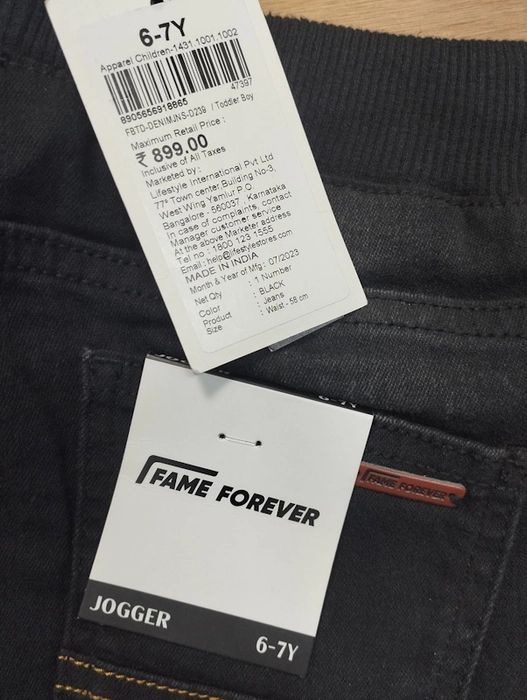 6-7Y
Apparel Children-1431.1001.1002
47397
8905656918865
FBTD-DENIMJNS-D239 / Toddler Boy
Maximum Retail Price :
₹ 899.00
Inclusive of All Taxes
Marketed by :
Lifestyle International Pvt Ltd
77° Town center,Building No-3,
West Wing Yamlur P.O.
Bangalore - 560037 , Karnataka
In case of complaints, contact
Manager customer service
At the above Marketer address
Tel no : 1800 123 1555
Email : help@lifestylestores.com
MADE IN INDIA
Month & Year of Mfg : 07/2023
Net Qty : 1 Number
Color : BLACK
Product : Jeans
Size : Waist - 58 cm
6-7Y
FAME FOREVER
FAME FOREVER
JOGGER
6-7Y